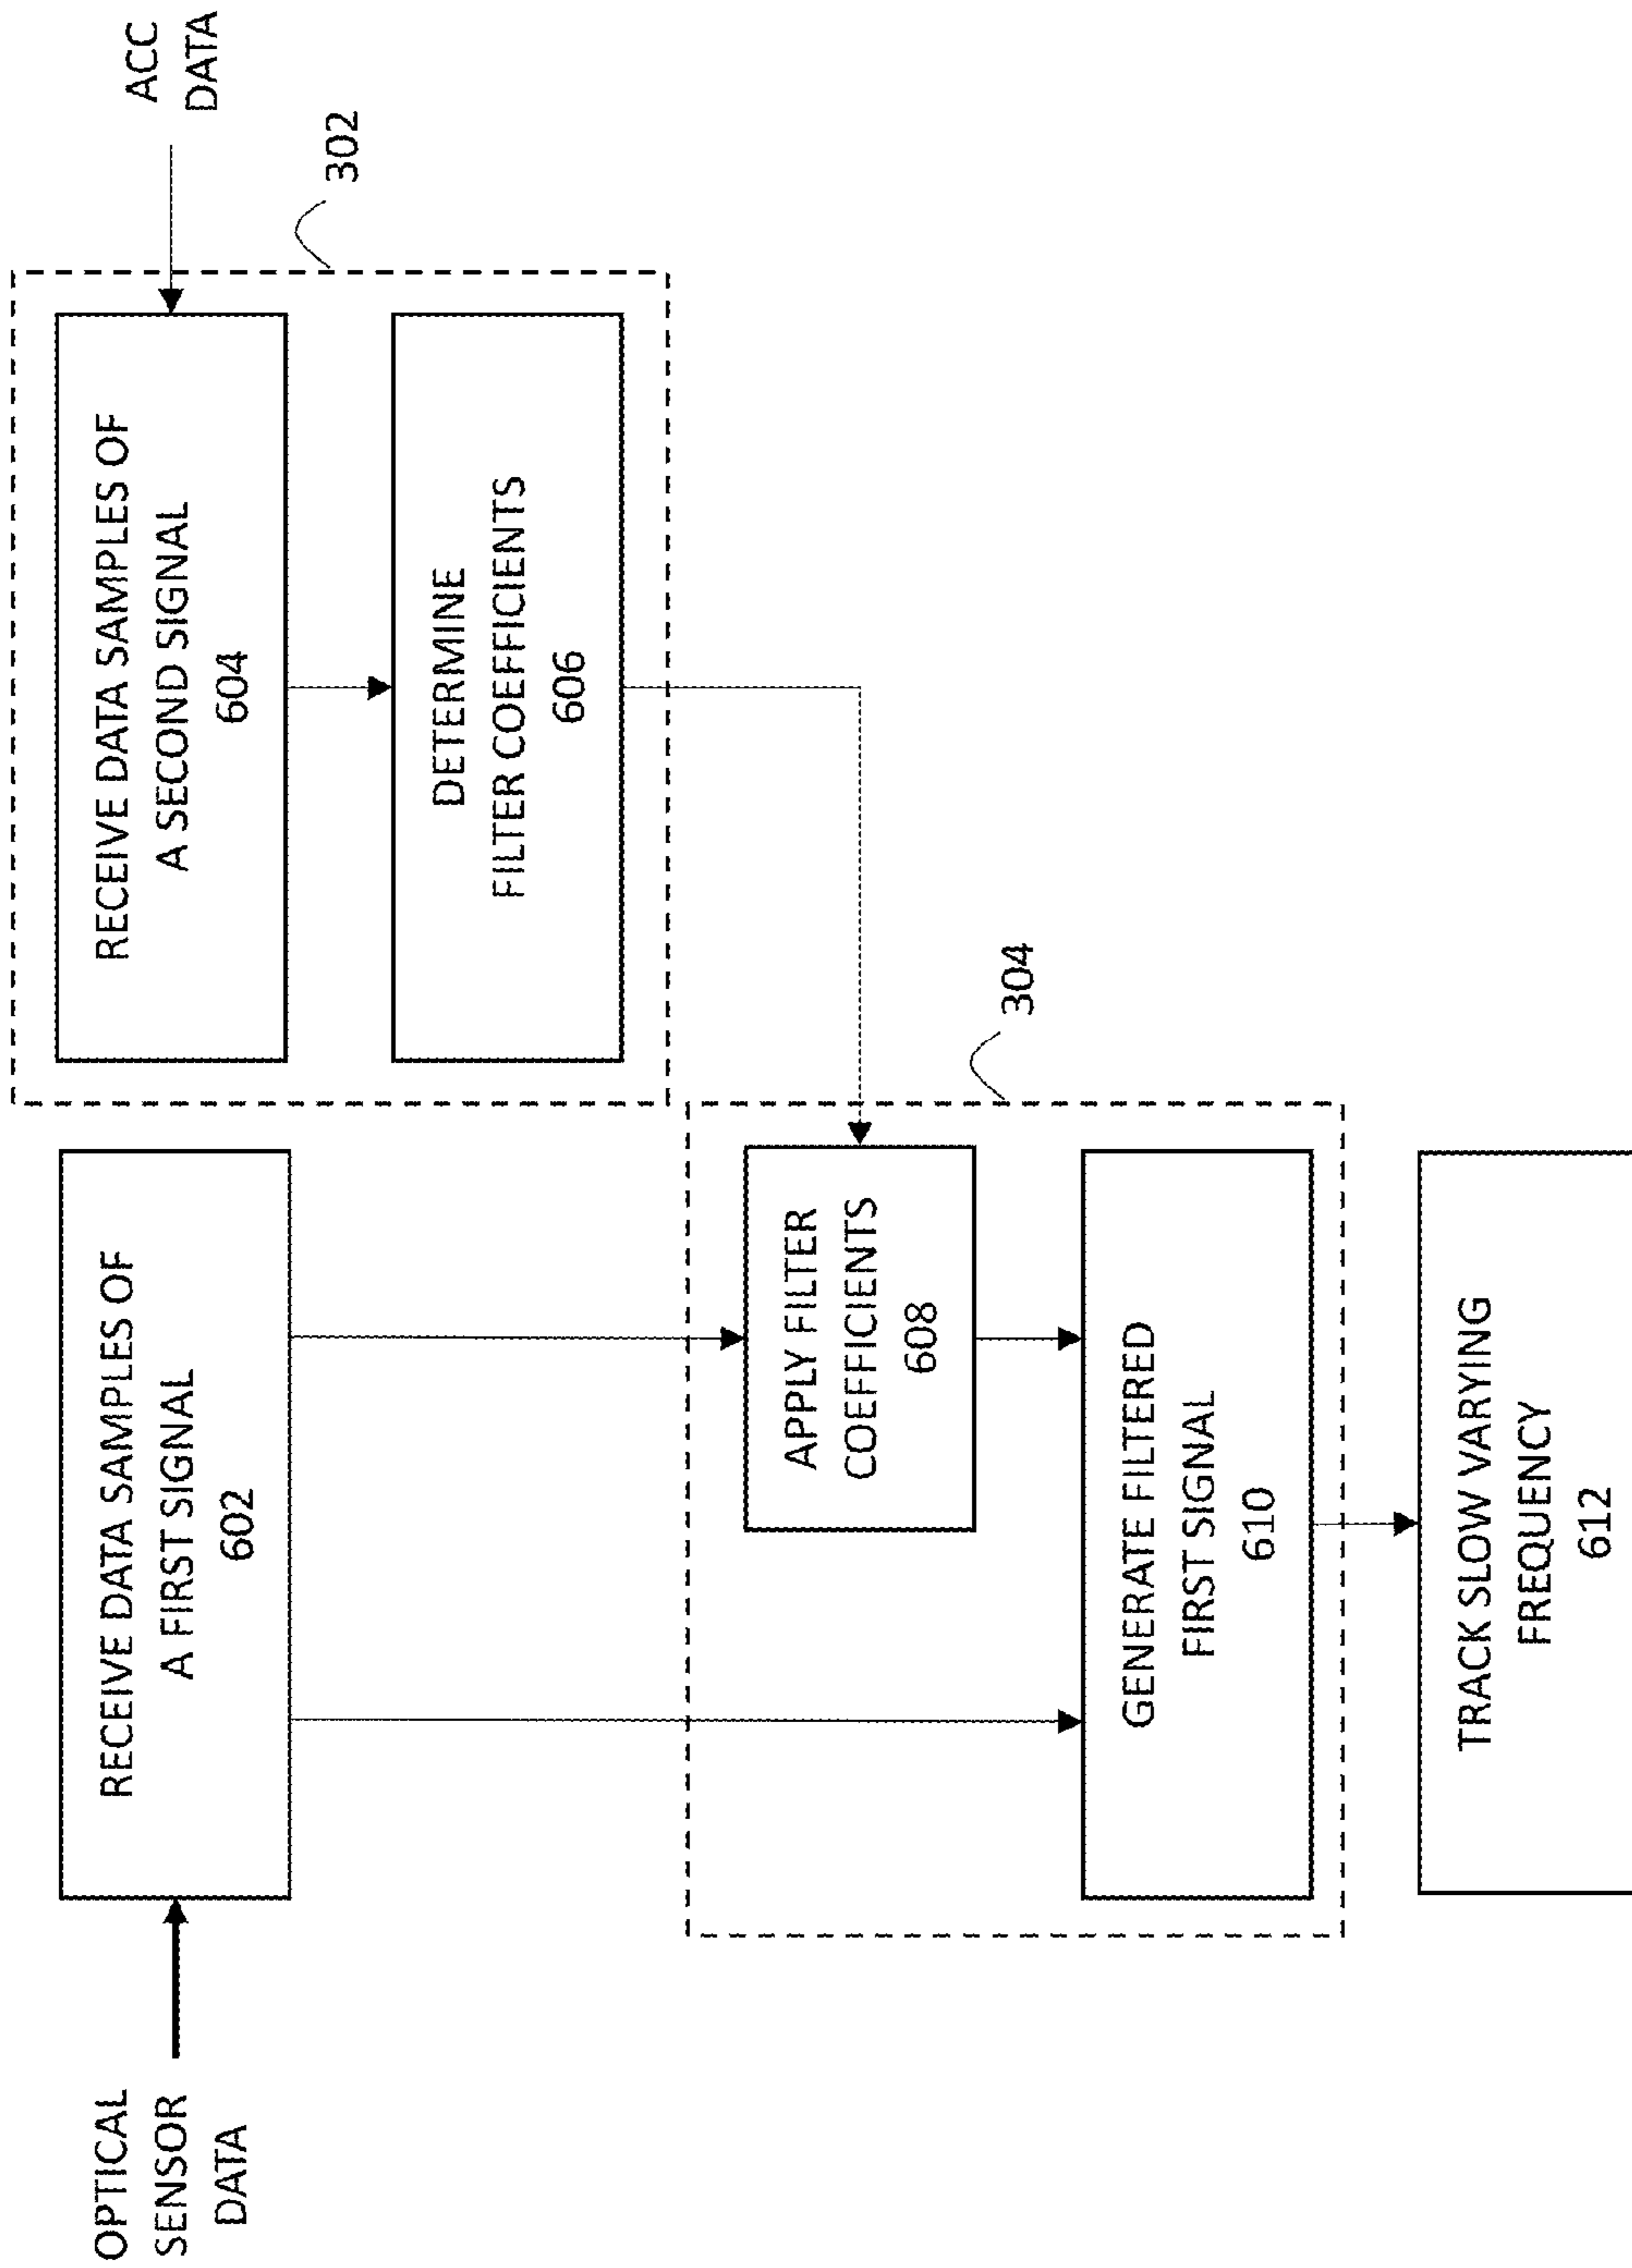 OPTICAL
SENSOR
DATA
RECEIVE DATA SAMPLES OF
A FIRST SIGNAL
602
RECEIVE DATA SAMPLES OF
A SECOND SIGNAL
604
ACC
DATA
302
DETERMINE
FILTER COEFFICIENTS
606
304
APPLY FILTER
COEFFICIENTS
608
GENERATE FILTERED
FIRST SIGNAL
610
TRACK SLOW VARYING
FREQUENCY
612